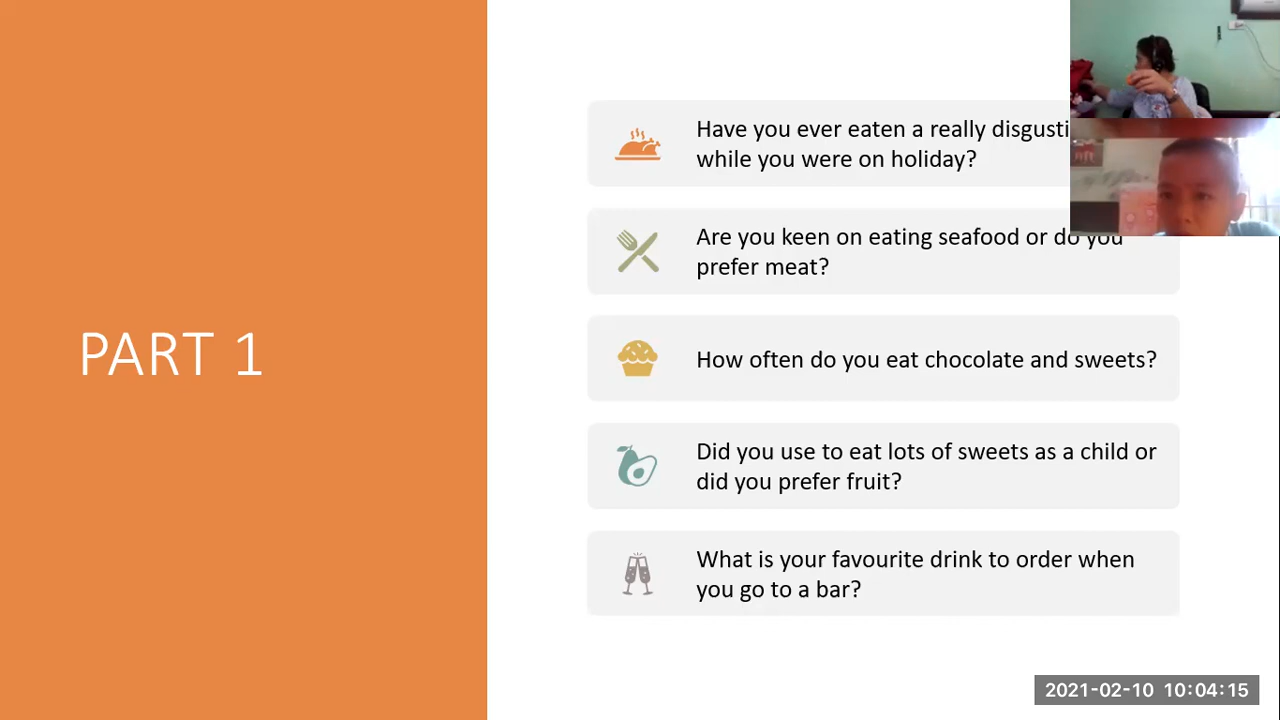 PART 1
Have you ever eaten a really
while you were on holiday?
Are you keen on eating seafood or do you
prefer meat?
How often do you eat chocolate and sweets?
Did you use to eat lots of sweets as a child or
did you prefer fruit?
What is your favourite drink to order when
you go to a bar?
2021-02-10 10:04:15